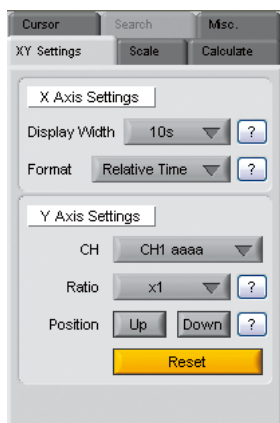 Cursor Search Misc.
XY Settings Scale Calculate
X Axis Settings
Display Width 10s ?
Format Relative Time ?
Y Axis Settings
CH CH1 aaaa
Ratio x1 ?
Position Up Down ?
Reset